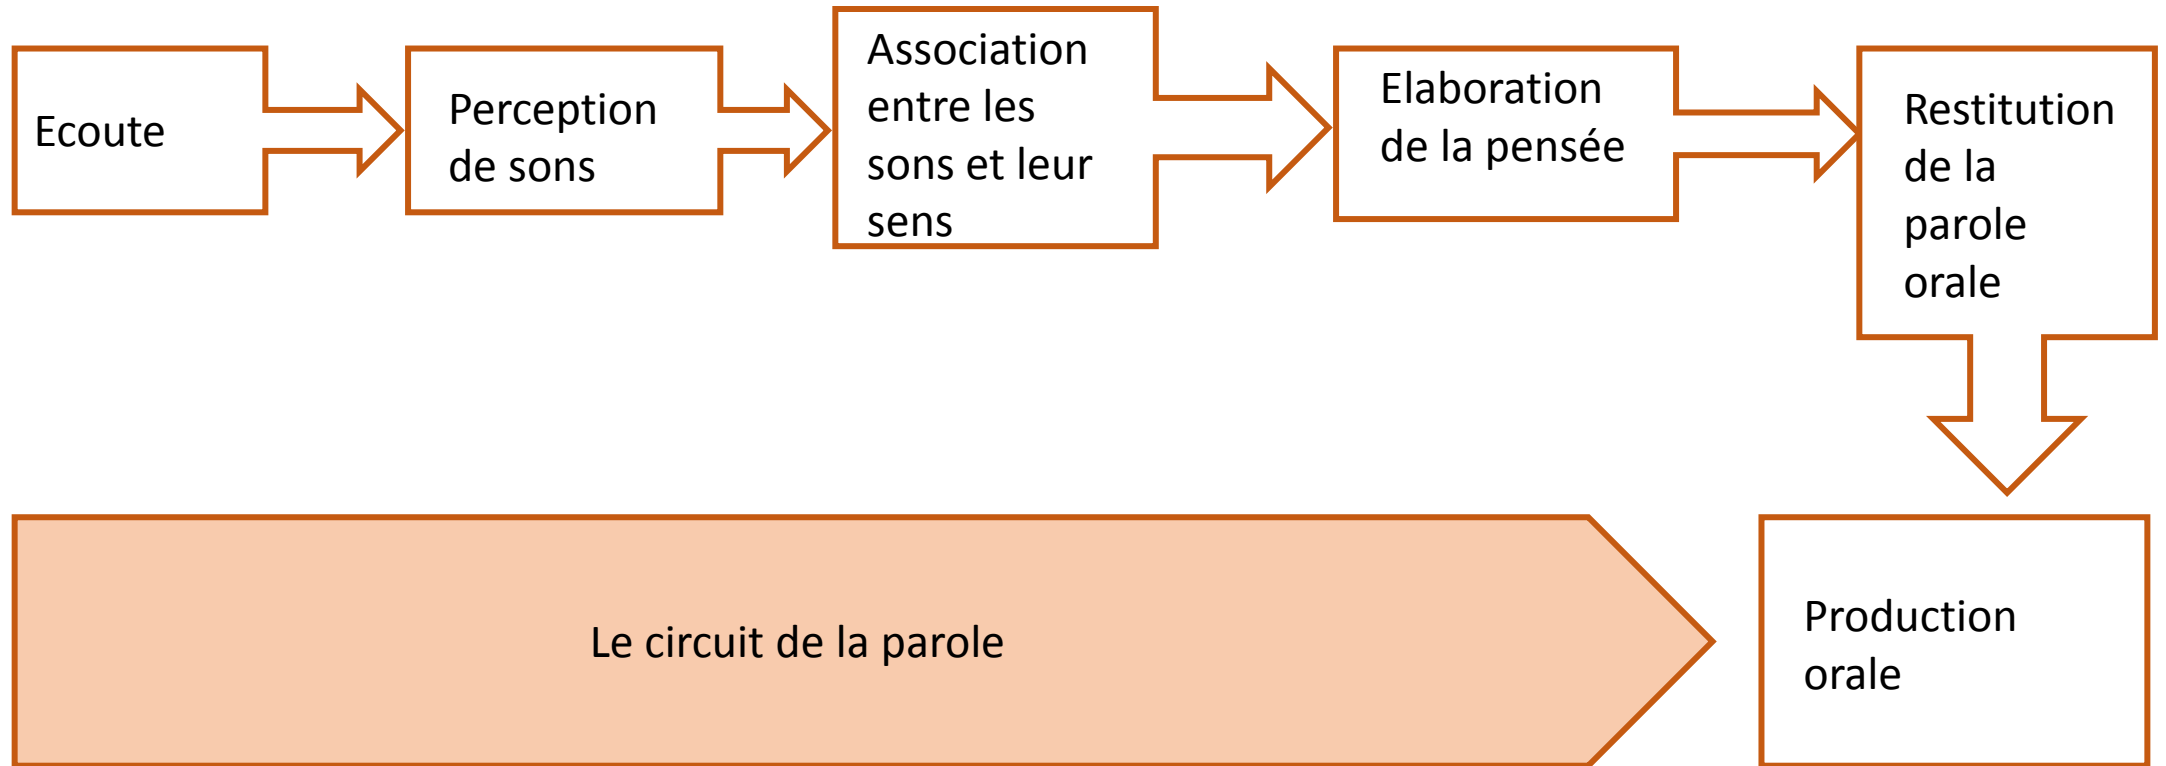 Ecoute
Perception
de sons
Association
entre les
sons et leur
sens
Elaboration
de la pensée
Restitution
de la
parole
orale
Le circuit de la parole
Production
orale